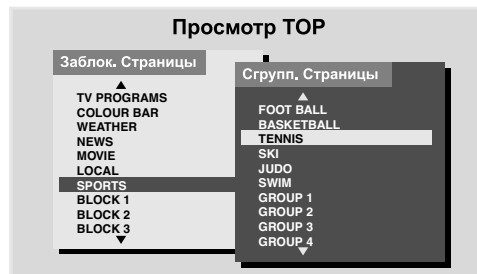 Просмотр TOP
Заблок. Страницы
TV PROGRAMS
COLOUR BAR
WEATHER
NEWS
MOVIE
LOCAL
SPORTS
BLOCK 1
BLOCK 2
BLOCK 3
Сгрупп. Страницы
FOOT BALL
BASKETBALL
TENNIS
SKI
JUDO
SWIM
GROUP 1
GROUP 2
GROUP 3
GROUP 4